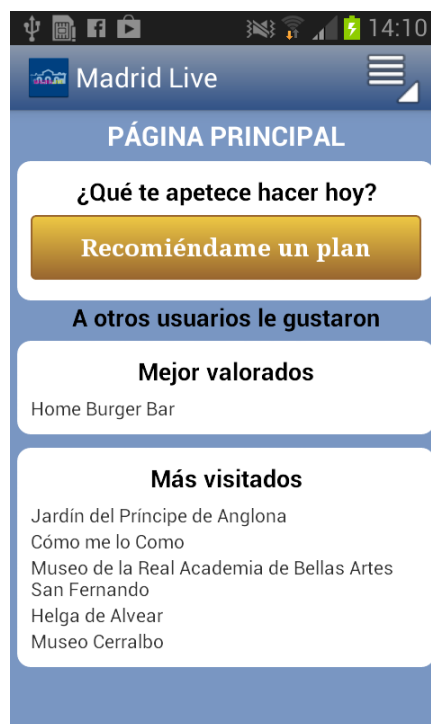 14:10
Madrid Live
PÁGINA PRINCIPAL
¿Qué te apetece hacer hoy?
Recomiéndame un plan
A otros usuarios le gustaron
Mejor valorados
Home Burger Bar
Más visitados
Jardín del Príncipe de Anglona
Cómo me lo Como
Museo de la Real Academia de Bellas Artes
San Fernando
Helga de Alvear
Museo Cerralbo